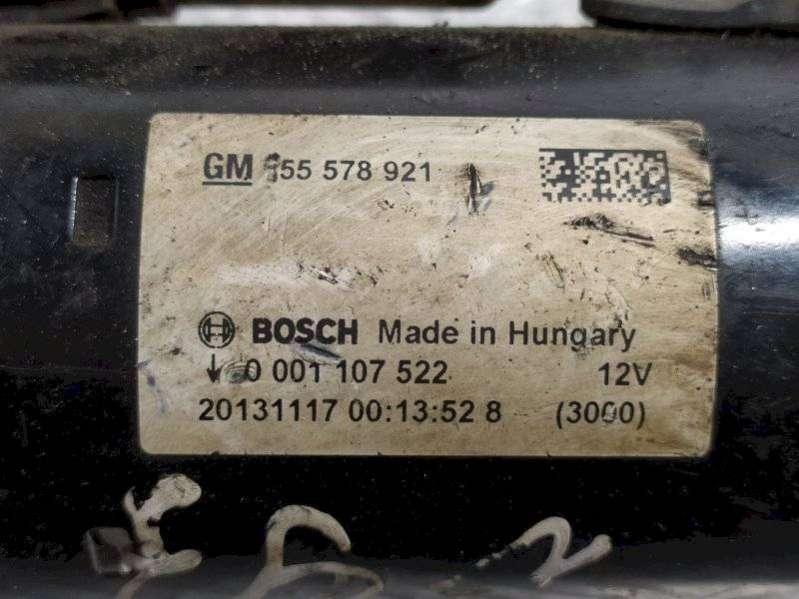 GM 55 578 921
BOSCH Made in Hungary
0 001 107 522 12V
20131117 00:13:52 8 (3000)